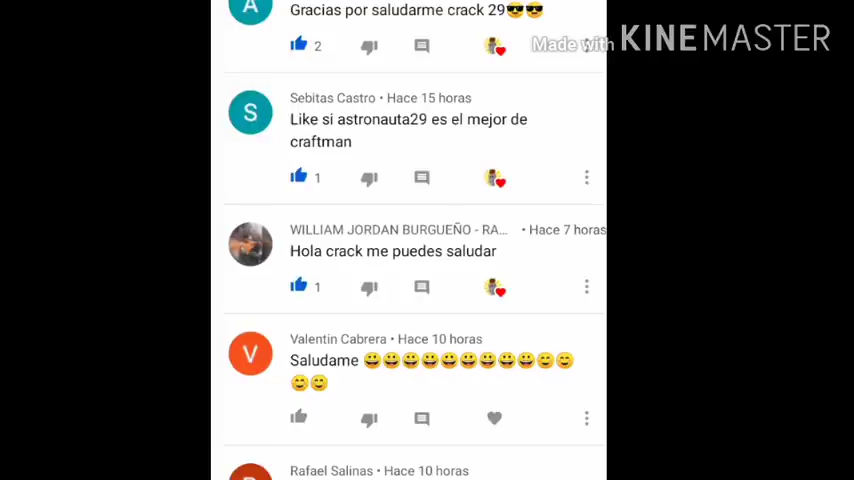 A
Gracias por saludarme crack 29😎😎
2
Made with KINEMASTER
S
Sebitas Castro • Hace 15 horas
Like si astronauta29 es el mejor de
craftman
1
WILLIAM JORDAN BURGUEÑO - RA... • Hace 7 horas
Hola crack me puedes saludar
1
V
Valentin Cabrera • Hace 10 horas
Saludame 😀😀😀😀😀😀😀😀😀😊😊
😊😊
Rafael Salinas • Hace 10 horas